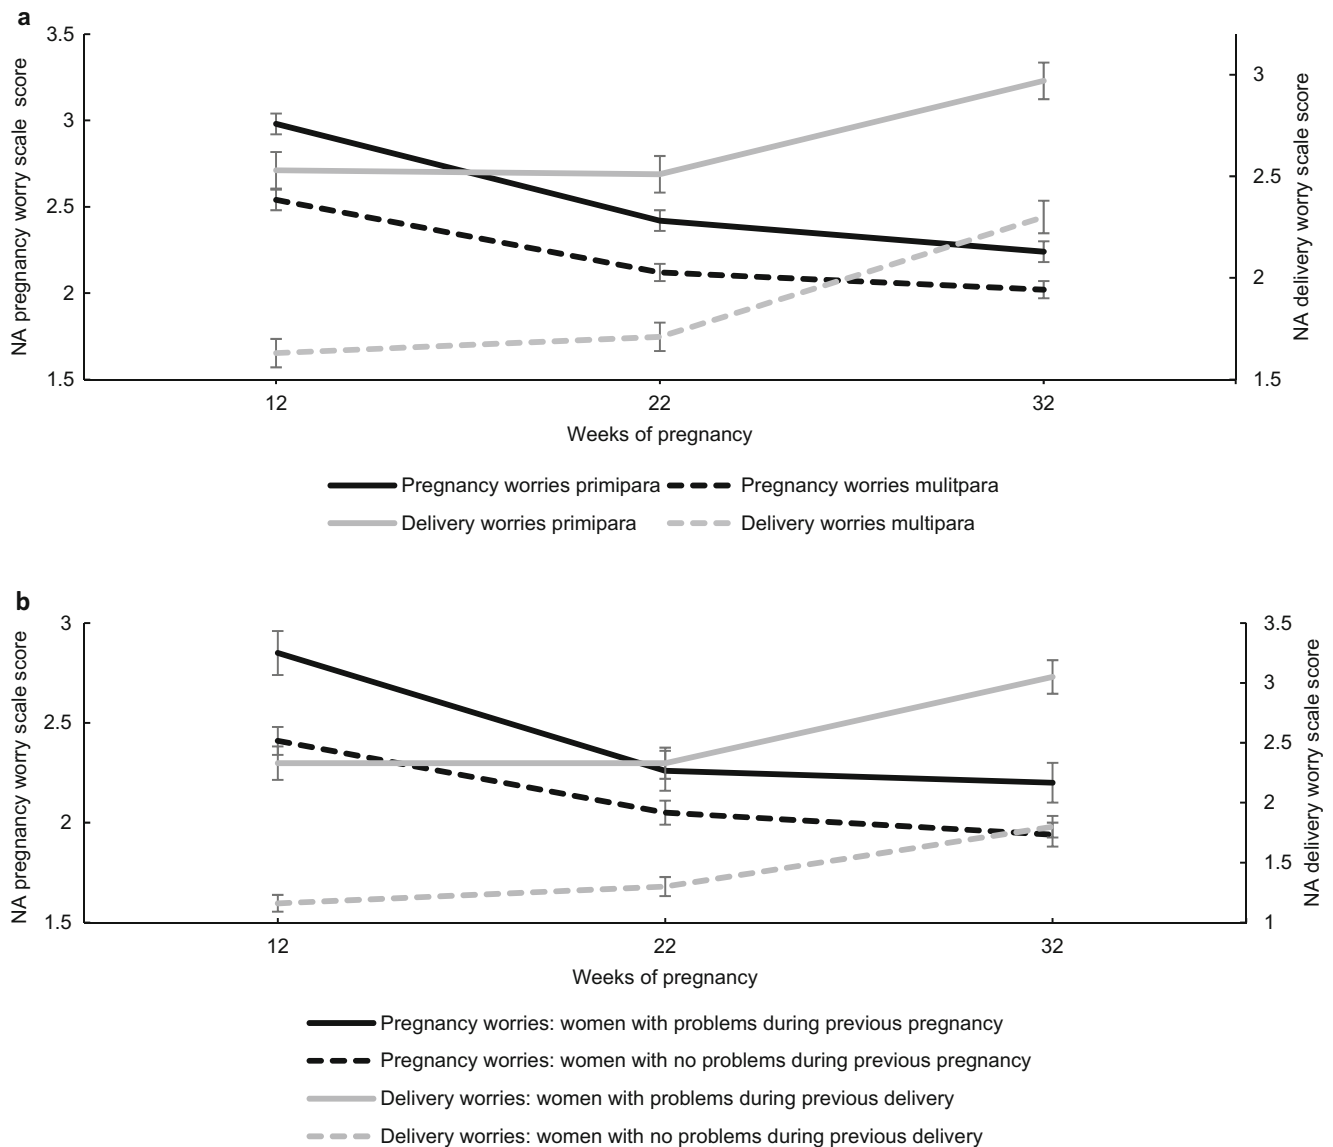 a
NA pregnancy worry scale score
3.5
3
2.5
2
1.5
NA delivery worry scale score
3
2.5
2
1.5
12 22 32
Weeks of pregnancy
Pregnancy worries primipara Pregnancy worries mulitpara
Delivery worries primipara Delivery worries multipara
b
NA pregnancy worry scale score
3
2.5
2
1.5
NA delivery worry scale score
3.5
3
2.5
2
1.5
1
12 22 32
Weeks of pregnancy
Pregnancy worries: women with problems during previous pregnancy
Pregnancy worries: women with no problems during previous pregnancy
Delivery worries: women with problems during previous delivery
Delivery worries: women with no problems during previous delivery